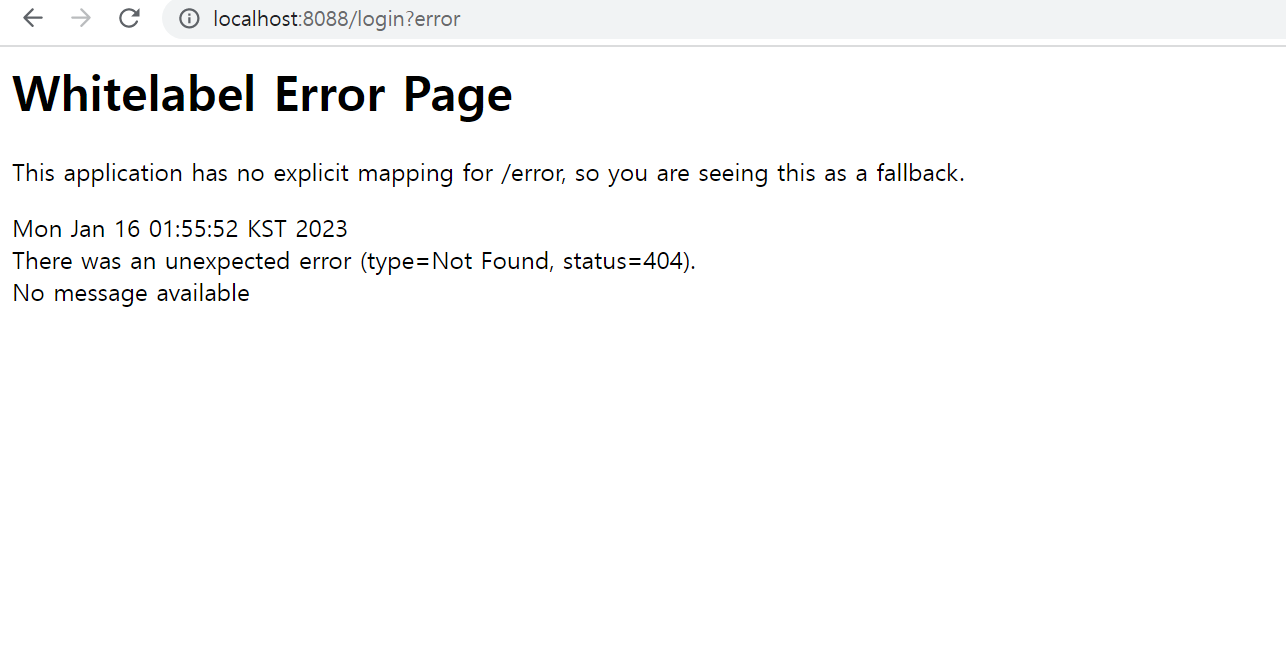 localhost:8088/login?error
Whitelabel Error Page
This application has no explicit mapping for /error, so you are seeing this as a fallback.
Mon Jan 16 01:55:52 KST 2023
There was an unexpected error (type=Not Found, status=404).
No message available